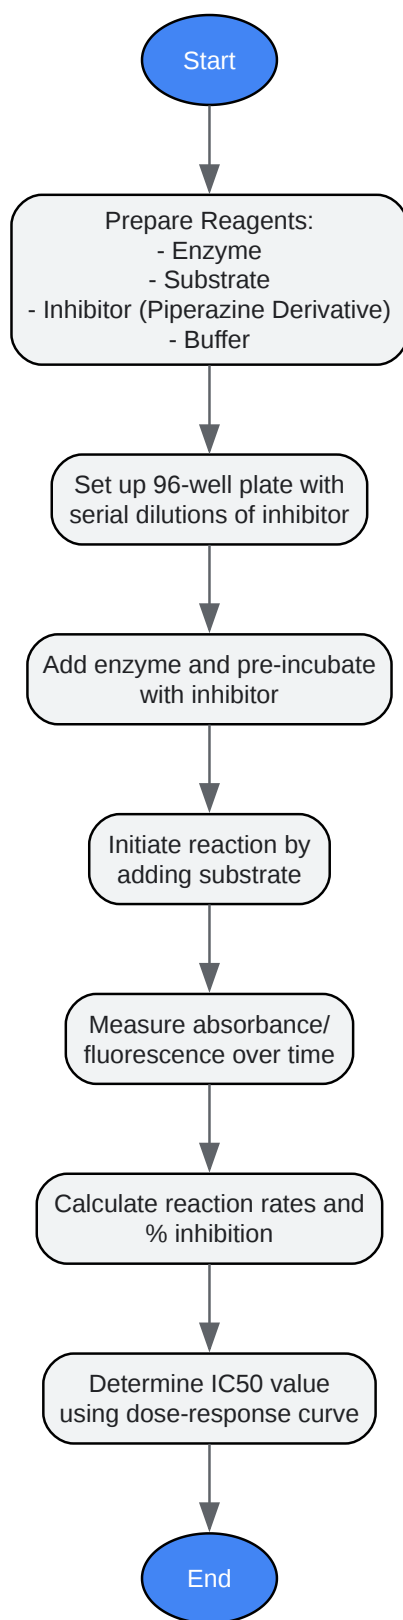 Start
Prepare Reagents:
- Enzyme
- Substrate
- Inhibitor (Piperazine Derivative)
- Buffer
Set up 96-well plate with
serial dilutions of inhibitor
Add enzyme and pre-incubate
with inhibitor
Initiate reaction by
adding substrate
Measure absorbance/
fluorescence over time
Calculate reaction rates and
% inhibition
Determine IC50 value
using dose-response curve
End